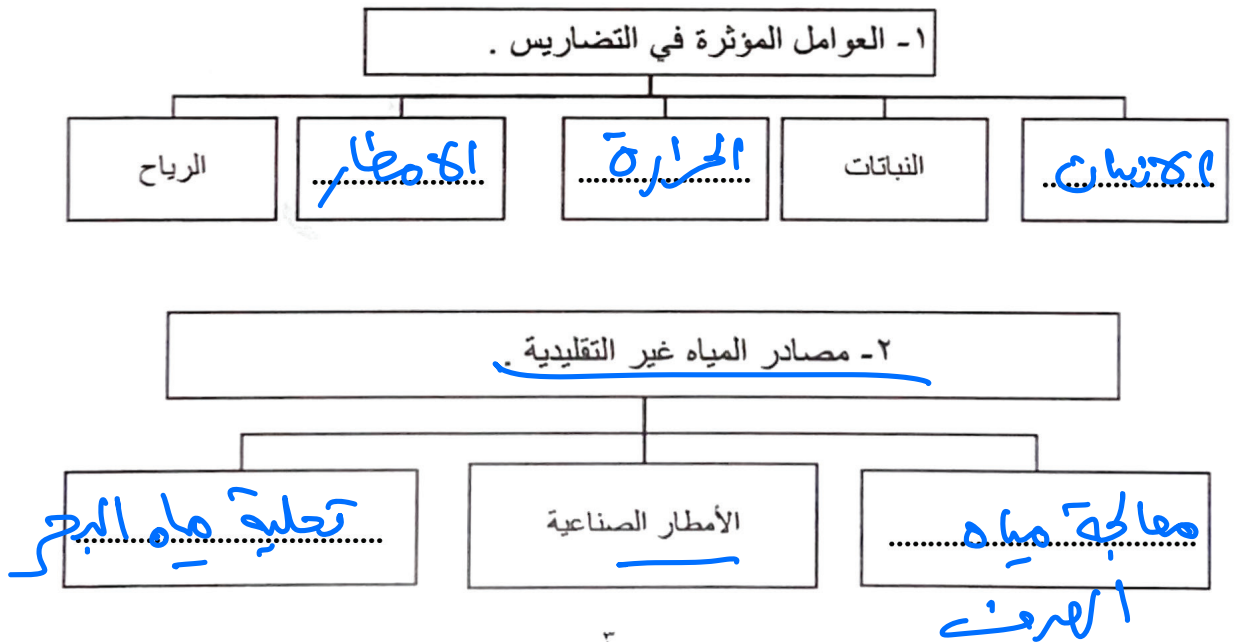 ١- العوامل المؤثرة في التضاريس .
الانسان
النباتات
الحرارة
الامطار
الرياح
٢- مصادر المياه غير التقليدية .
معالجة مياه
الصرف
الأمطار الصناعية
تحلية مياه البحر
٣